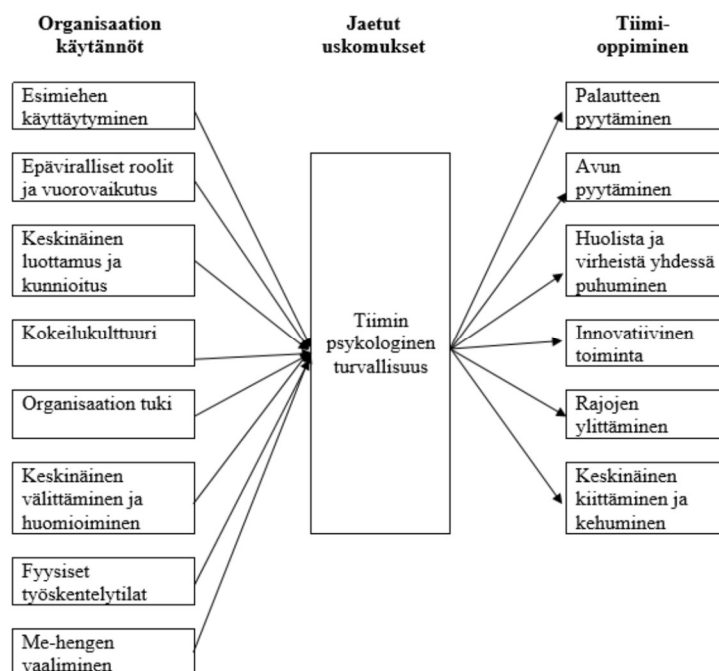 Organisaation
käytännöt
Jaetut
uskomukset
Tiimi-
oppiminen
Esimiehen
käyttäytyminen
Epäviralliset roolit
ja vuorovaikutus
Keskinäinen
luottamus ja
kunnioitus
Kokeilukulttuuri
Organisaation tuki
Keskinäinen
välittäminen ja
huomioiminen
Fyysiset
työskentelytilat
Me-hengen
vaaliminen
Tiimin
psykologinen
turvallisuus
Palautteen
pyytäminen
Avun
pyytäminen
Huolista ja
virheistä yhdessä
puhuminen
Innovatiivinen
toiminta
Rajojen
ylittäminen
Keskinäinen
kiittäminen ja
kehuminen